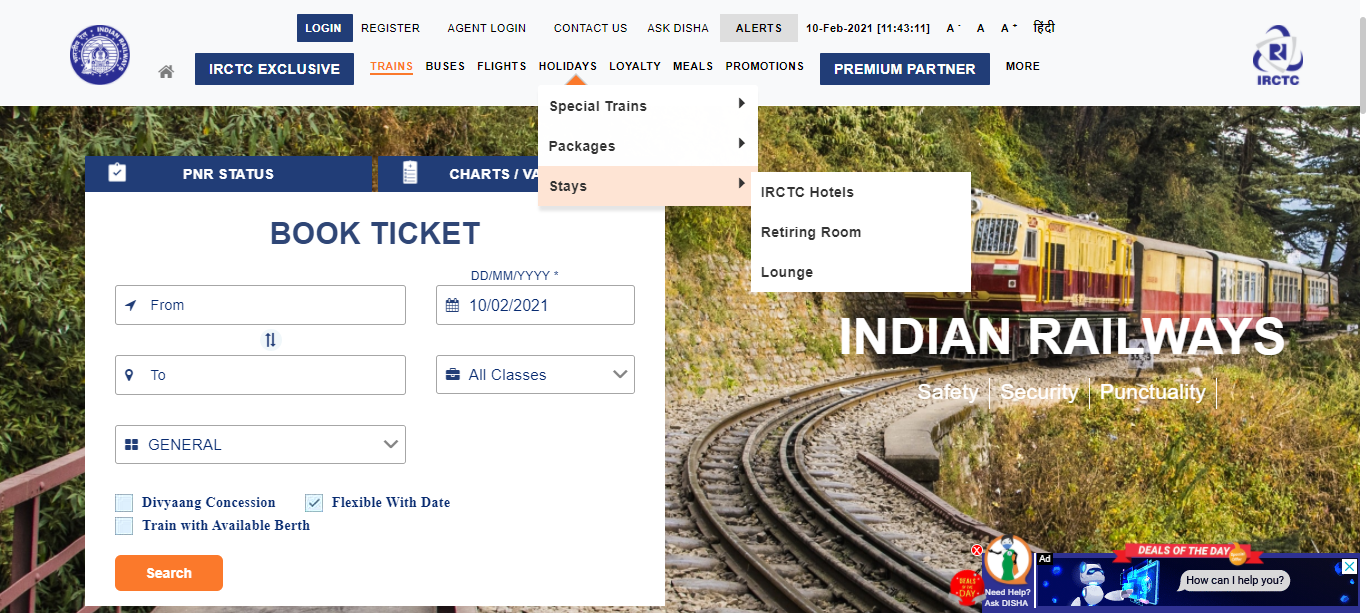 LOGIN REGISTER AGENT LOGIN CONTACT US ASK DISHA ALERTS 10-Feb-2021 [11:43:11] A- A A+ हिंदी
IRCTC EXCLUSIVE TRAINS BUSES FLIGHTS HOLIDAYS LOYALTY MEALS PROMOTIONS PREMIUM PARTNER MORE
INDIAN RAILWAYS
IRCTC
Special Trains
Packages
Stays
IRCTC Hotels
Retiring Room
Lounge
PNR STATUS
CHARTS / VA
BOOK TICKET
DD/MM/YYYY *
From
10/02/2021
To
All Classes
GENERAL
Divyaang Concession
Flexible With Date
Train with Available Berth
Search
INDIAN RAILWAYS
Safety | Security | Punctuality |
DEALS OF THE DAY
Need Help?
Ask DISHA
Ad
DEALS OF THE DAY
How can I help you?